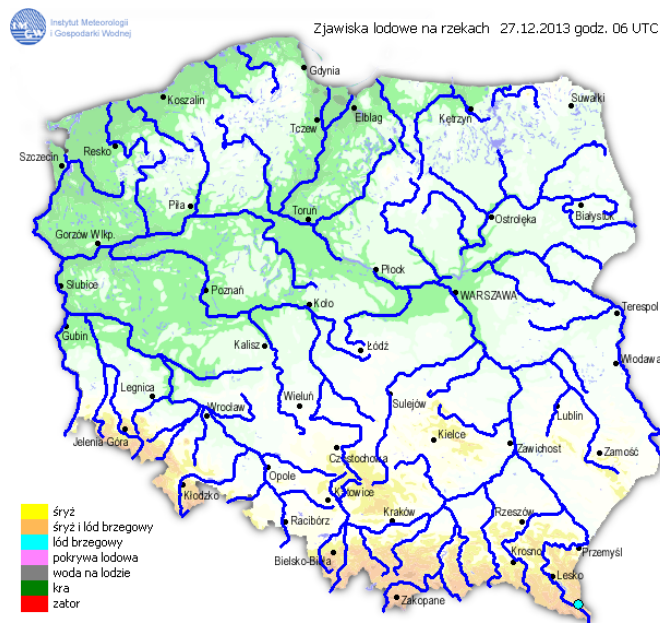 Instytut Meteorologii
i Gospodarki Wodnej
Zjawiska lodowe na rzekach 27.12.2013 godz. 06 UTC
Gdynia
Koszalin
Suwałki
Elbląg
Kętrzyn
Tczew
Resko
Szczecin
Piła
Toruń
Ostrołęka
Białystok
Gorzów Wlkp.
Płock
Słubice
Poznań
WARSZAWA
Koło
Terespol
Gubin
Kalisz
Łódź
Włodawa
Legnica
Wrocław
Wieluń
Sulejów
Lublin
Jelenia Góra
Kielce
Zawichost
Zamość
Częstochowa
Opole
Kłodzko
Katowice
Racibórz
Kraków
Rzeszów
Bielsko-Biała
Krosno
Przemyśl
Lesko
Zakopane
śryż
śryż i lód brzegowy
lód brzegowy
pokrywa lodowa
woda na lodzie
kra
zator